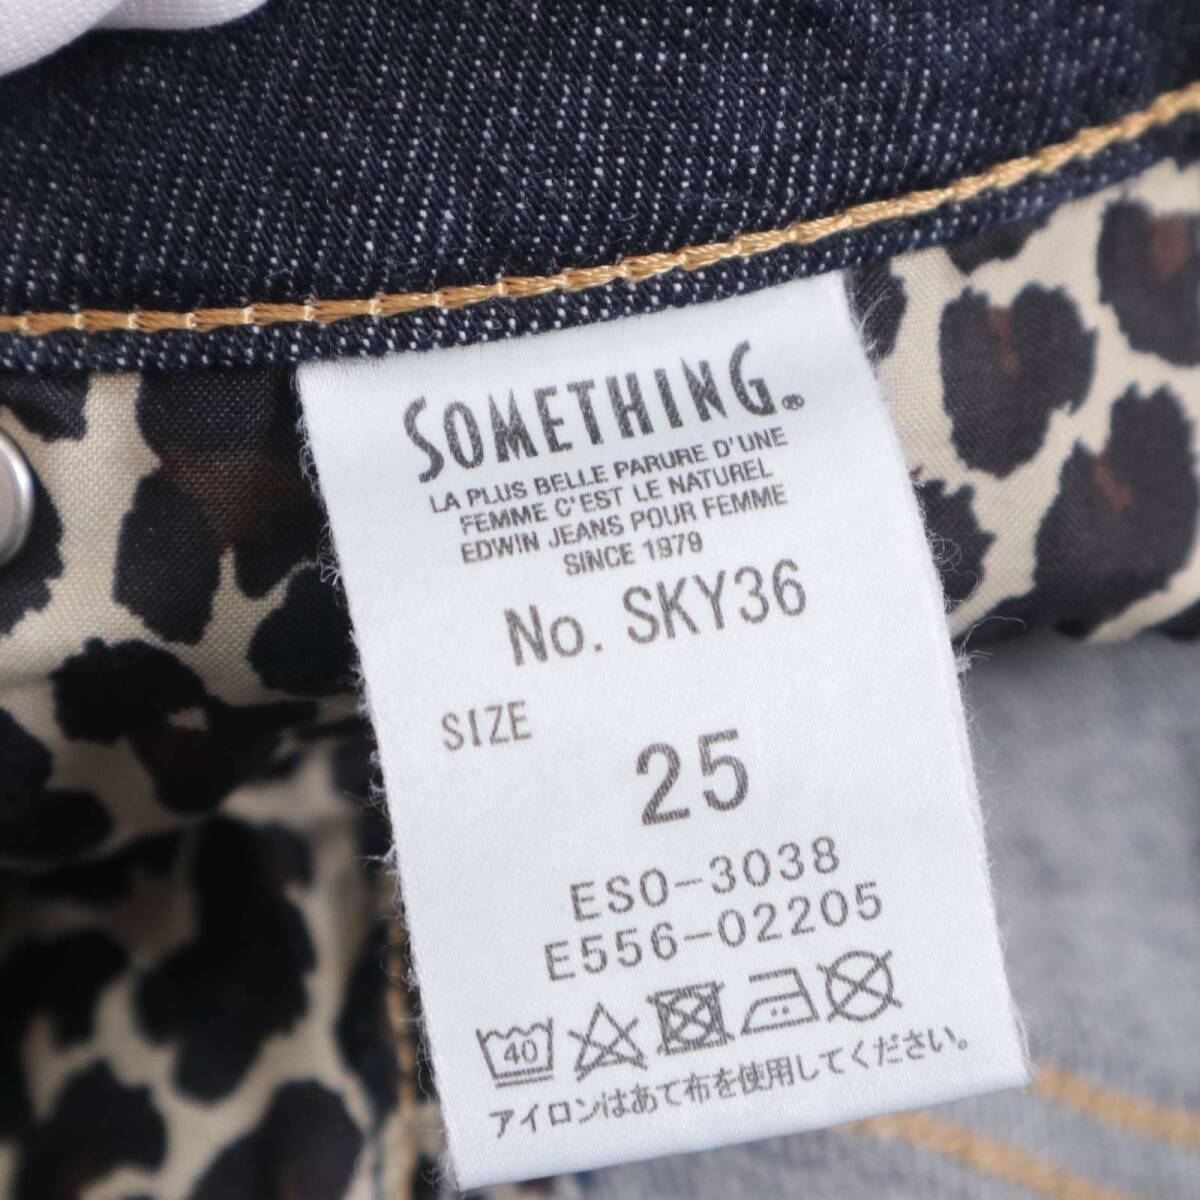 SOMETHING®
LA PLUS BELLE PARURE D'UNE
FEMME C'EST LE NATUREL
EDWIN JEANS POUR FEMME
SINCE 1979
No. SKY36
SIZE
25
ESO-3038
E556-02205
40
アイロンはあて布を使用してください。